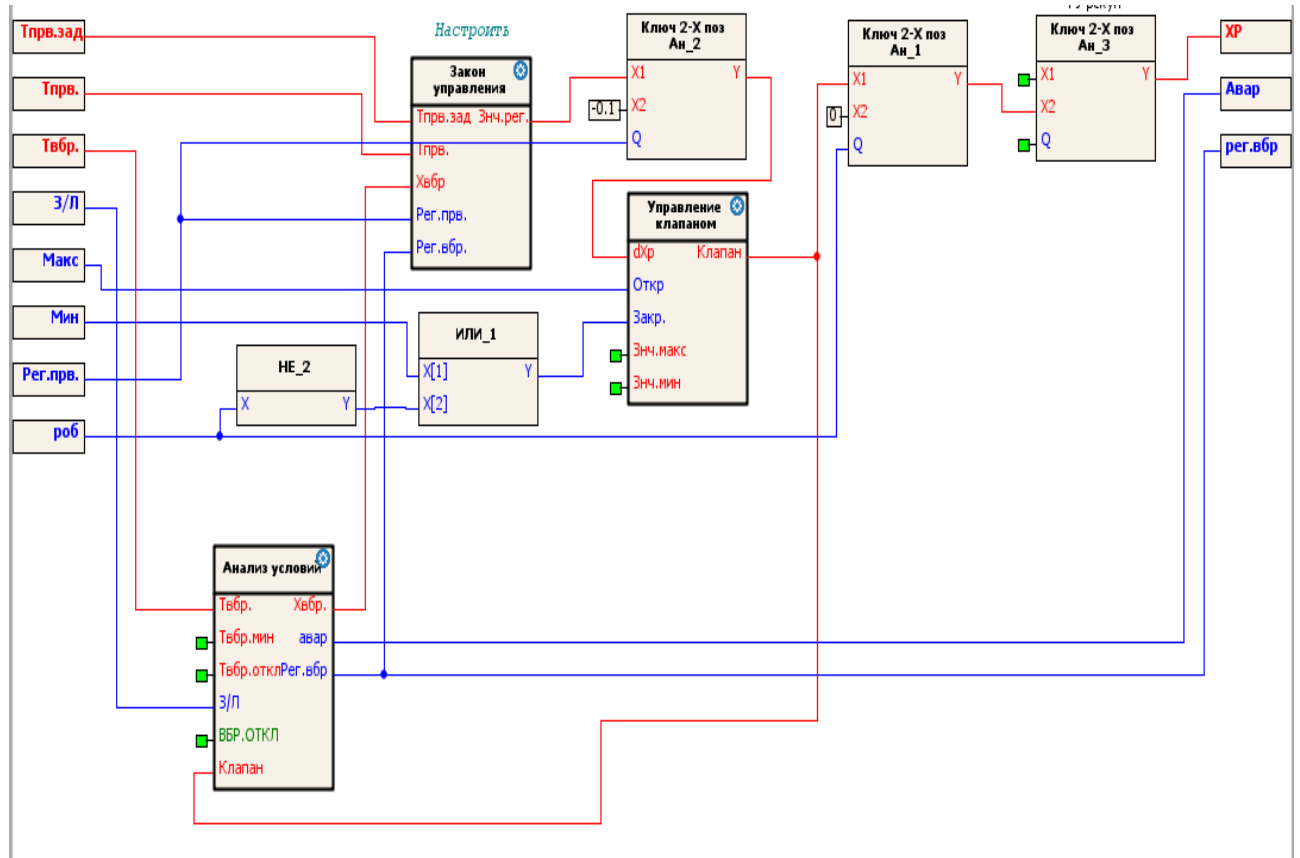 Тпрв.зад
Тпрв.
Твбр.
З/Л
Макс
Мин
Рег.прв.
роб
Настроить
Закон
управления
Тпрв.зад Знч.рег.
Тпрв.
Хвбр
Рег.прв.
Рег.вбр.
Ключ 2-Х поз
Ан_2
X1 Y
-0.1 X2
Q
Управление
клапаном
dXp Клапан
Откр
Закр.
Знч.макс
Знч.мин
НЕ_2
X Y
ИЛИ_1
X[1] Y
X[2]
Ключ 2-Х поз
Ан_1
X1 Y
0 X2
Q
Ключ 2-Х поз
Ан_3
X1 Y
X2
Q
ХР
Авар
рег.вбр
Анализ условий
Твбр. Хвбр.
Твбр.мин авар
Твбр.откл Рег.вбр
З/Л
ВБР.ОТКЛ
Клапан